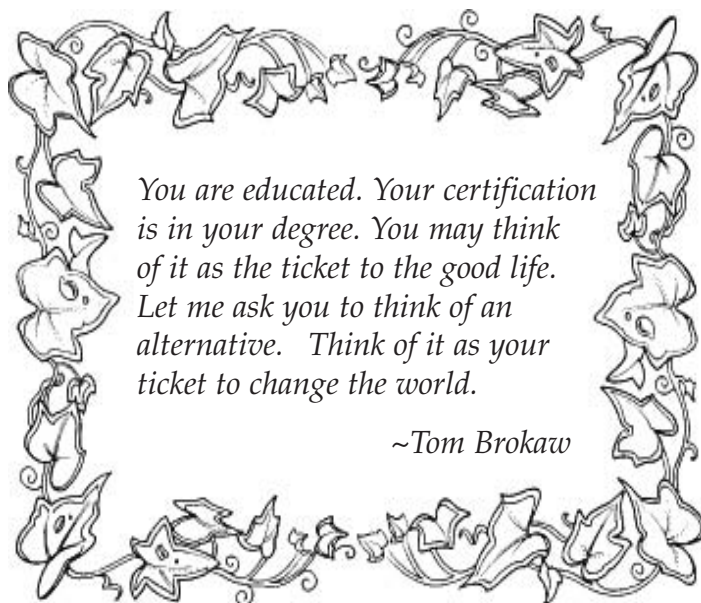 You are educated. Your certification
is in your degree. You may think
of it as the ticket to the good life.
Let me ask you to think of an
alternative.   Think of it as your
ticket to change the world.
~Tom Brokaw